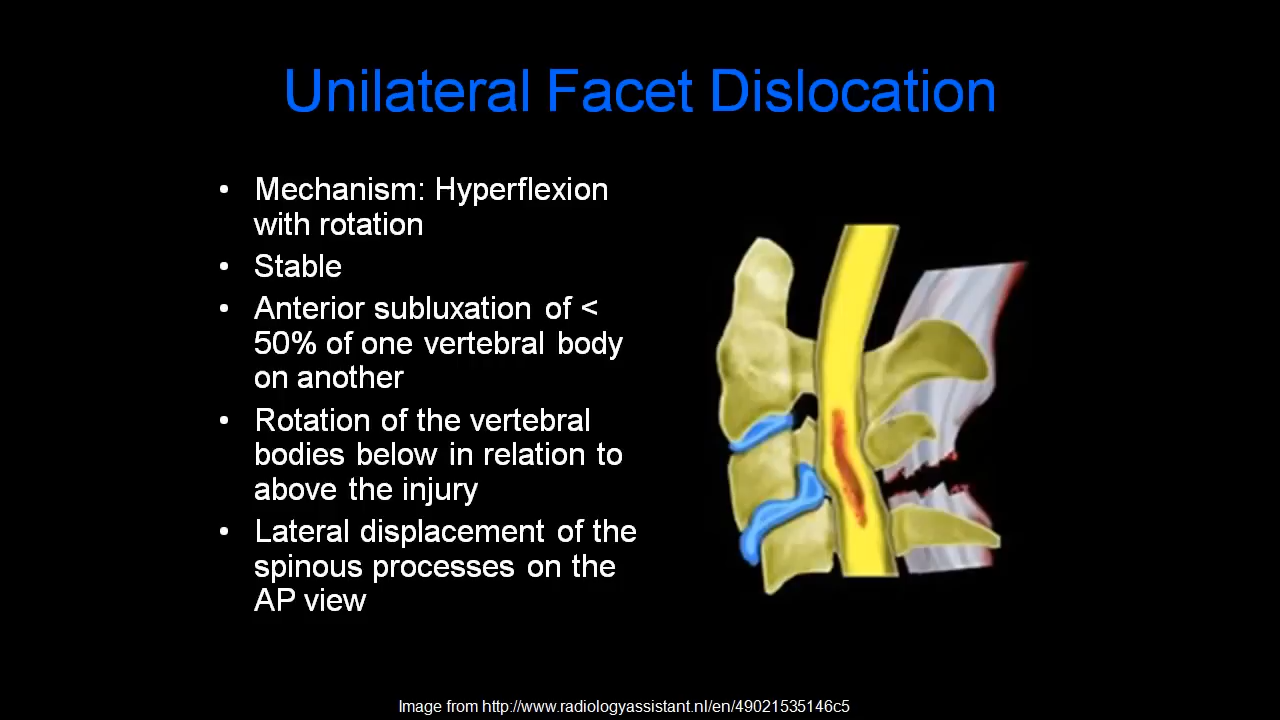 Unilateral Facet Dislocation
• Mechanism: Hyperflexion
with rotation
• Stable
• Anterior subluxation of <
50% of one vertebral body
on another
• Rotation of the vertebral
bodies below in relation to
above the injury
• Lateral displacement of the
spinous processes on the
AP view
Image from http://www.radiologyassistant.nl/en/49021535146c5